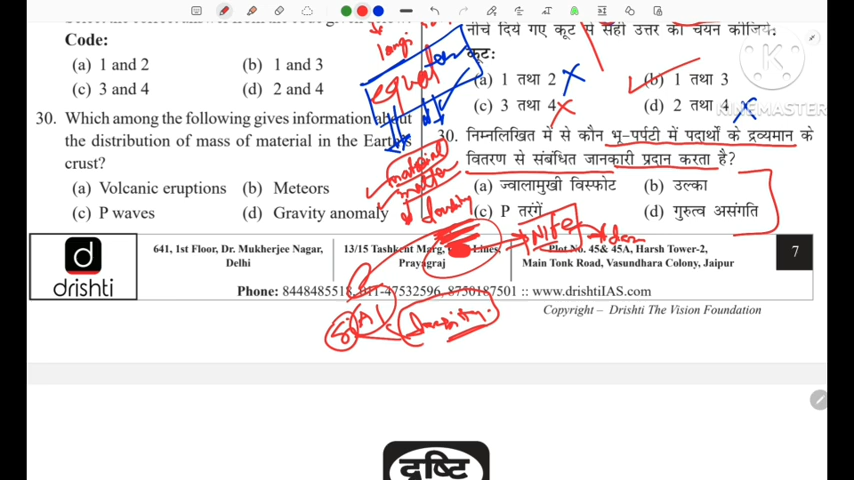 Code:
(a) 1 and 2 (b) 1 and 3
(c) 3 and 4 (d) 2 and 4
30. Which among the following gives information about
the distribution of mass of material in the Earth's
crust?
(a) Volcanic eruptions (b) Meteors
(c) P waves (d) Gravity anomaly
equal
material
matter
density
नीचे दिये गए कूट से सही उत्तर का चयन कीजिये:
कूट:
(a) 1 तथा 2 (b) 1 तथा 3
(c) 3 तथा 4 (d) 2 तथा 4
30. निम्नलिखित में से कौन भू-पर्पटी में पदार्थों के द्रव्यमान के
वितरण से संबंधित जानकारी प्रदान करता है?
(a) ज्वालामुखी विस्फोट (b) उल्का
(c) P तरंगें (d) गुरुत्व असंगति
KINEMASTER
NIFE
density
drishti
641, 1st Floor, Dr. Mukherjee Nagar,
Delhi
13/15 Tashkent Marg, Lines,
Prayagraj
Plot No. 45 & 45A, Harsh Tower-2,
Main Tonk Road, Vasundhara Colony, Jaipur
7
Phone: 8448485518, 011-47532596, 8750187501 :: www.drishtiIAS.com
Copyright – Drishti The Vision Foundation
दृष्टि